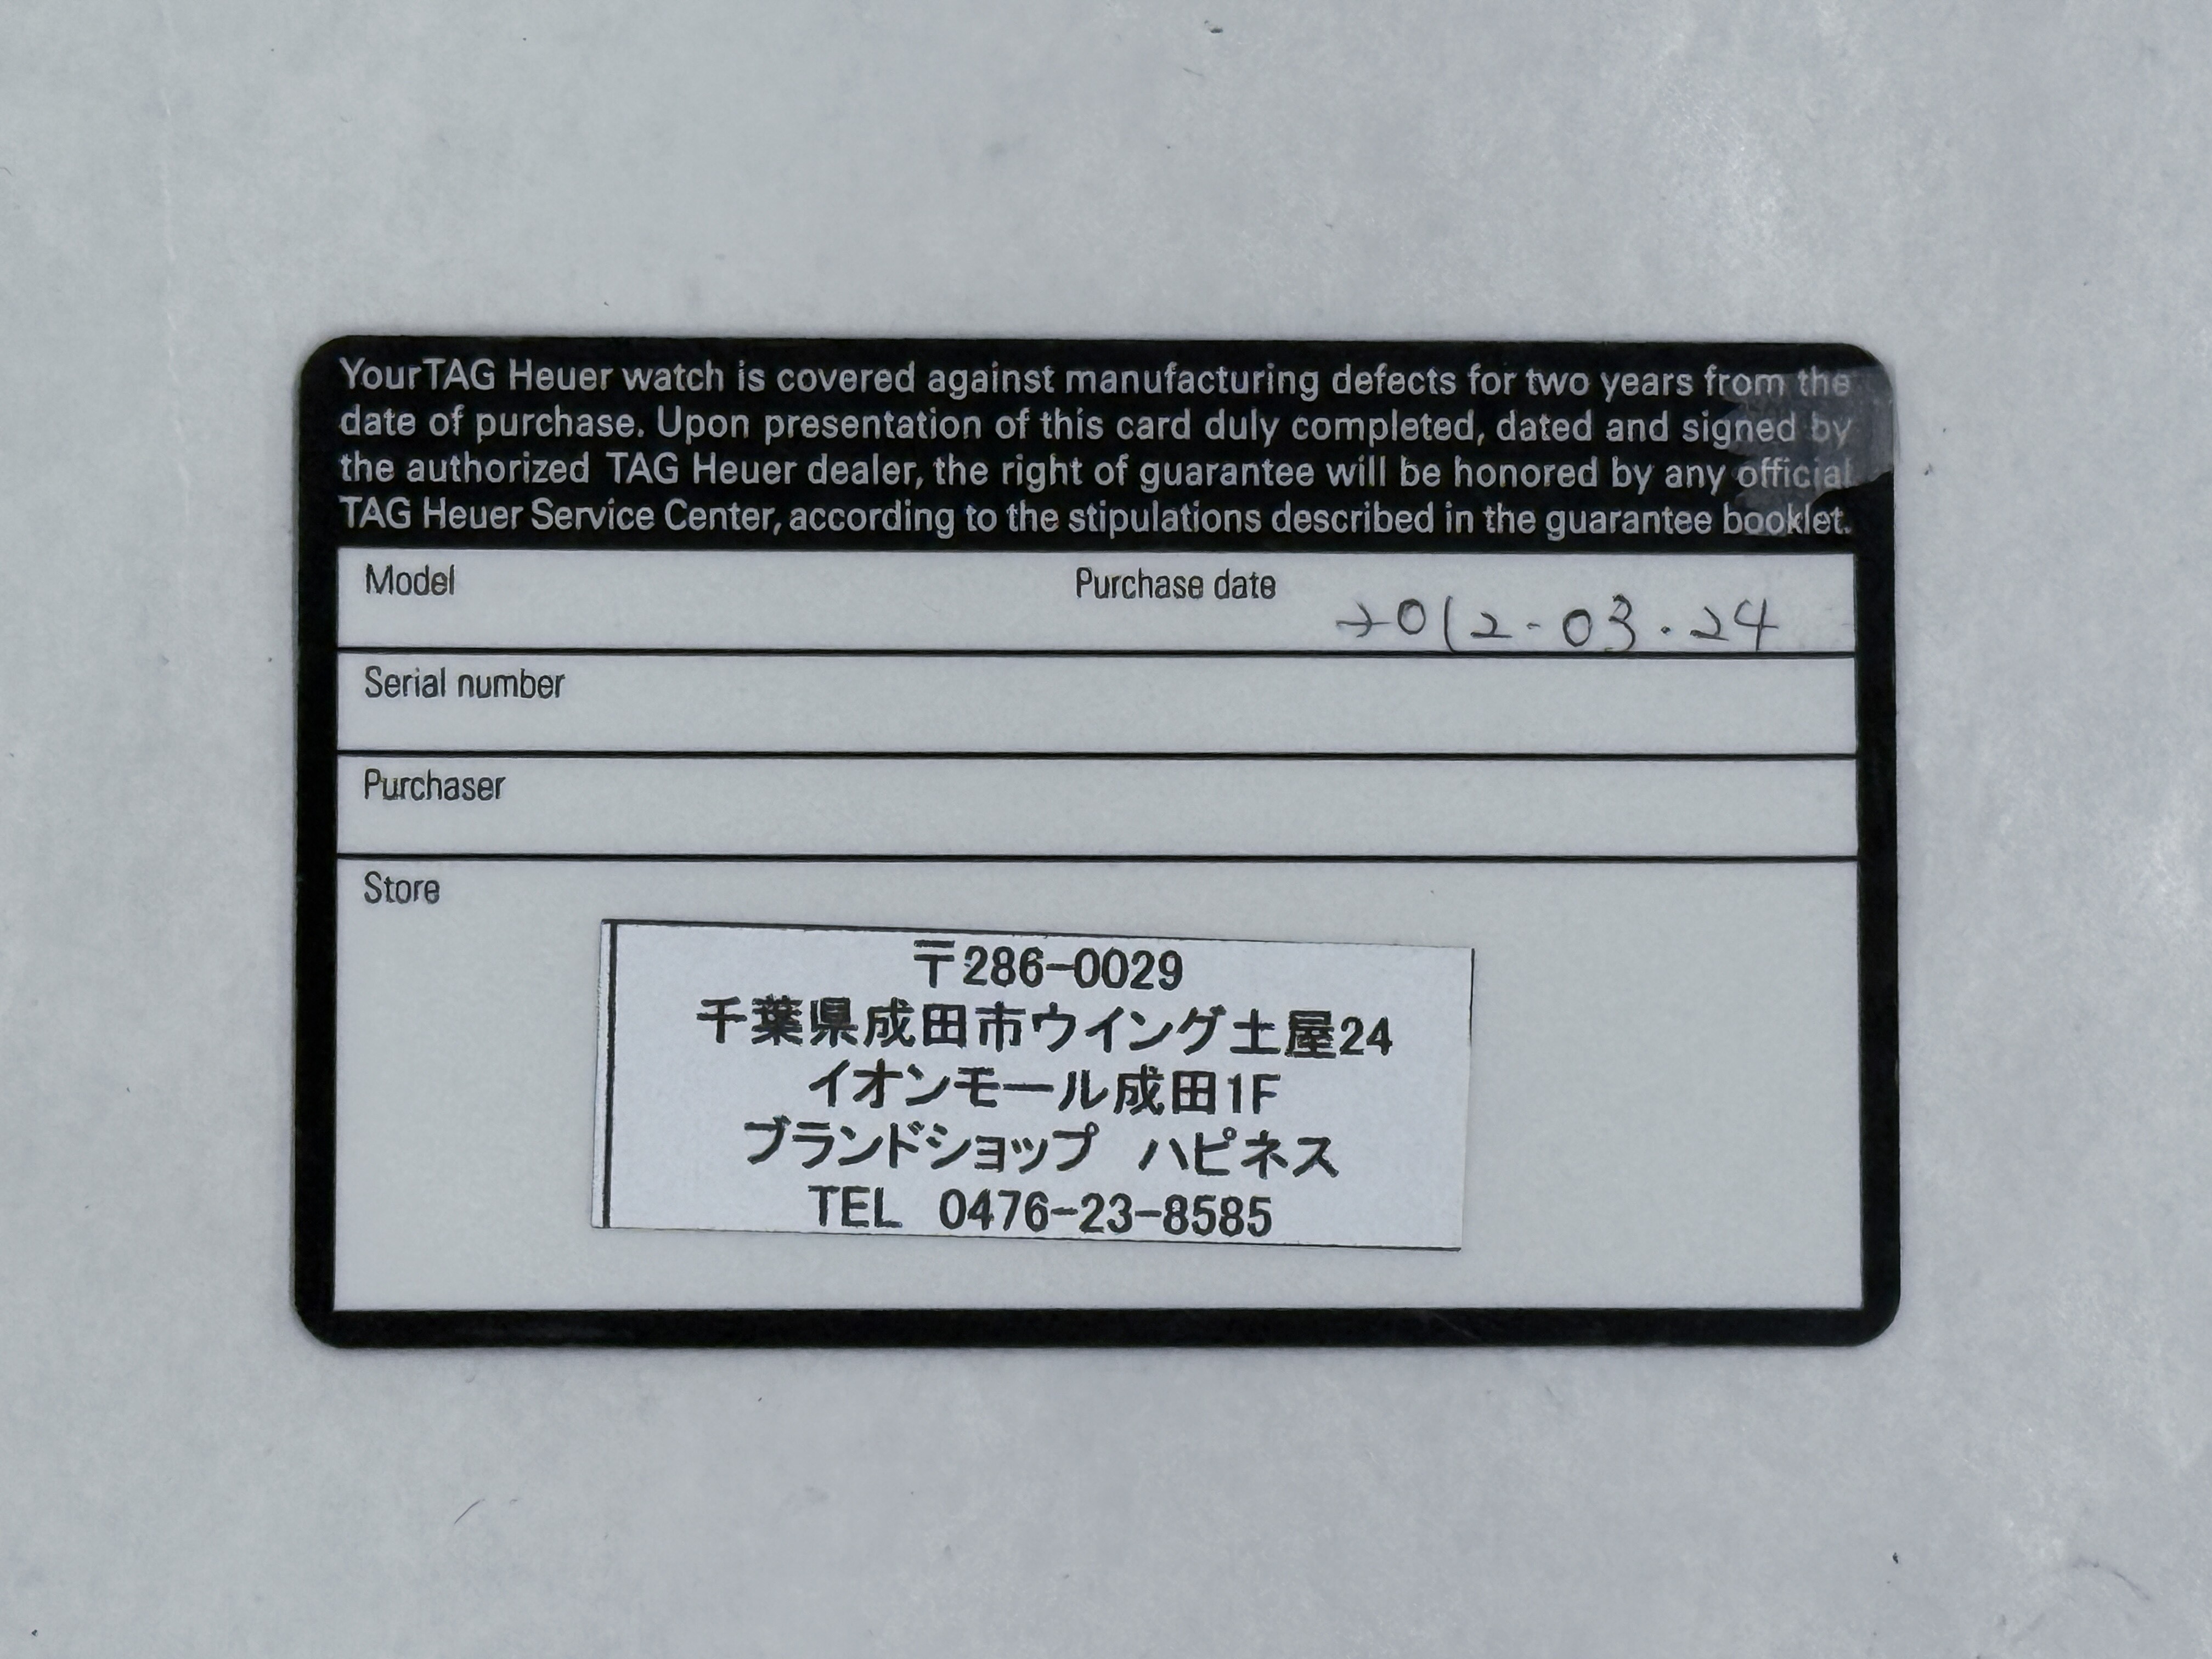 Your TAG Heuer watch is covered against manufacturing defects for two years from the
date of purchase. Upon presentation of this card duly completed, dated and signed by
the authorized TAG Heuer dealer, the right of guarantee will be honored by any official
TAG Heuer Service Center, according to the stipulations described in the guarantee booklet.
Model Purchase date 2012-03.24
Serial number
Purchaser
Store
〒286-0029
千葉県成田市ウイング土屋24
イオンモール成田1F
ブランドショップ ハピネス
TEL 0476-23-8585